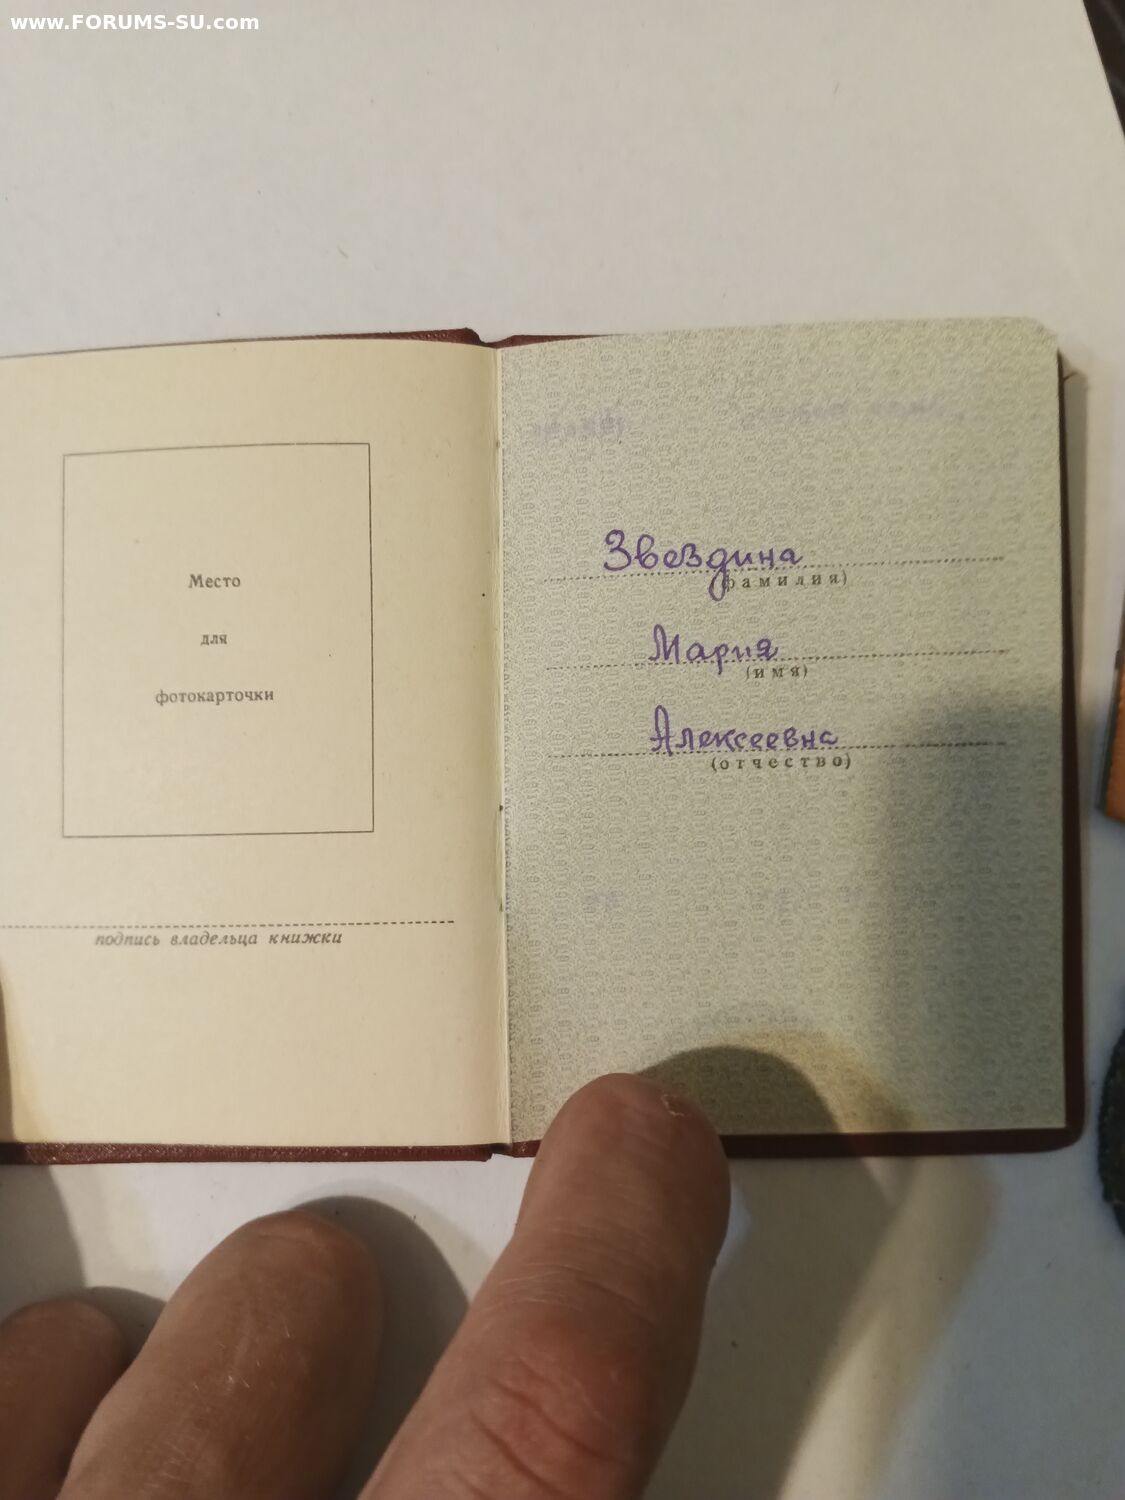 www.FORUMS-SU.com
Место
для
фотокарточки
подпись владельца книжки
Звездина
(фамилия)
Мария
(имя)
Алексеевна
(отчество)